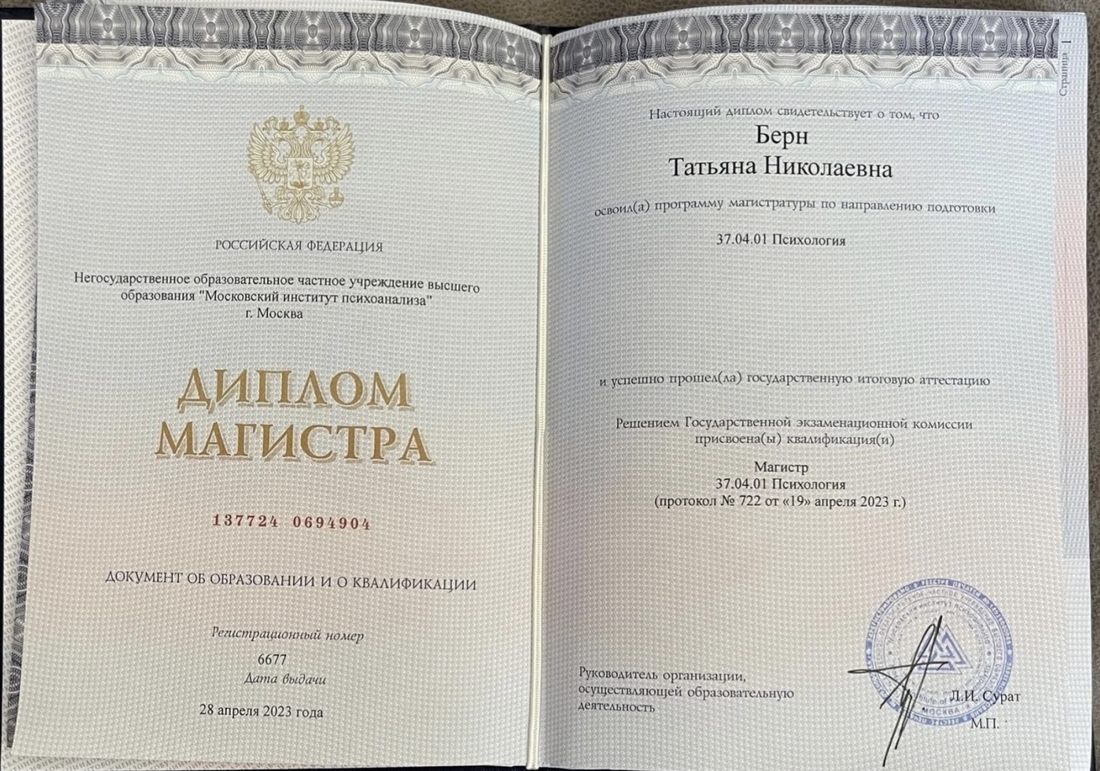 РОССИЙСКАЯ ФЕДЕРАЦИЯ
Негосударственное образовательное частное учреждение высшего
образования "Московский институт психоанализа"
г. Москва
ДИПЛОМ
МАГИСТРА
137724 0694904
ДОКУМЕНТ ОБ ОБРАЗОВАНИИ И О КВАЛИФИКАЦИИ
Регистрационный номер
6677
Дата выдачи
28 апреля 2023 года
Страница 1
Настоящий диплом свидетельствует о том, что
Берн
Татьяна Николаевна
освоил(а) программу магистратуры по направлению подготовки
37.04.01 Психология
и успешно прошел(ла) государственную итоговую аттестацию
Решением Государственной экзаменационной комиссии
присвоена(ы) квалификация(и)
Магистр
37.04.01 Психология
(протокол № 722 от «19» апреля 2023 г.)
Руководитель организации,
осуществляющей образовательную
деятельность
Л.И. Сурат
М.П.
МОСКВА